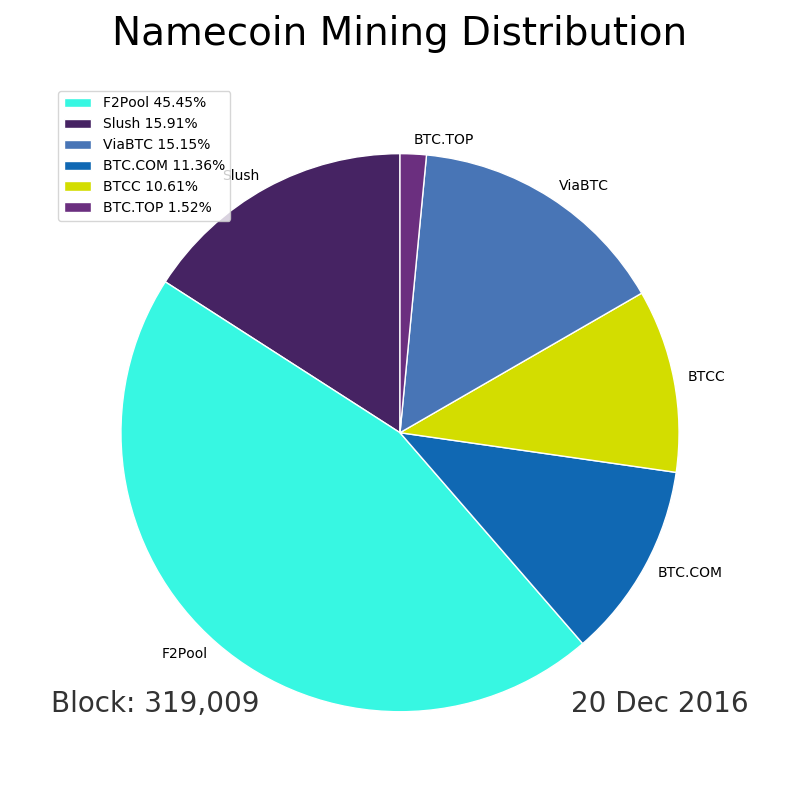 Namecoin Mining Distribution
F2Pool 45.45%
Slush 15.91%
ViaBTC 15.15%
BTC.COM 11.36%
BTCC 10.61%
BTC.TOP 1.52%
BTC.TOP
Slush
ViaBTC
BTCC
BTC.COM
F2Pool
Block: 319,009
20 Dec 2016